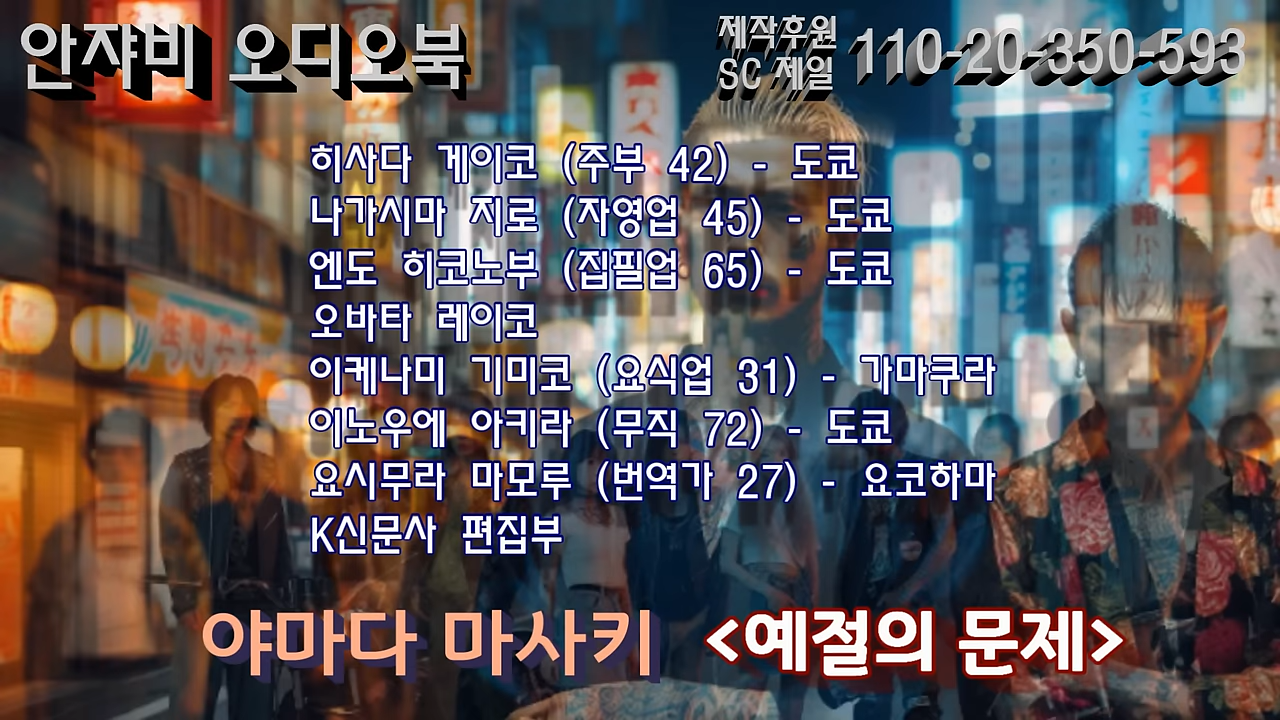 안쟈비 오디오북
제작후원
SC 제일
110-20-350-593
히사다 게이코 (주부 42) - 도쿄
나가시마 지로 (자영업 45) - 도쿄
엔도 히코노부 (집필업 65) - 도쿄
오바타 레이코
이케나미 기미코 (요식업 31) - 가마쿠라
이노우에 아키라 (무직 72) - 도쿄
요시무라 마모루 (번역가 27) - 요코하마
K신문사 편집부
야마다 마사키 <예절의 문제>